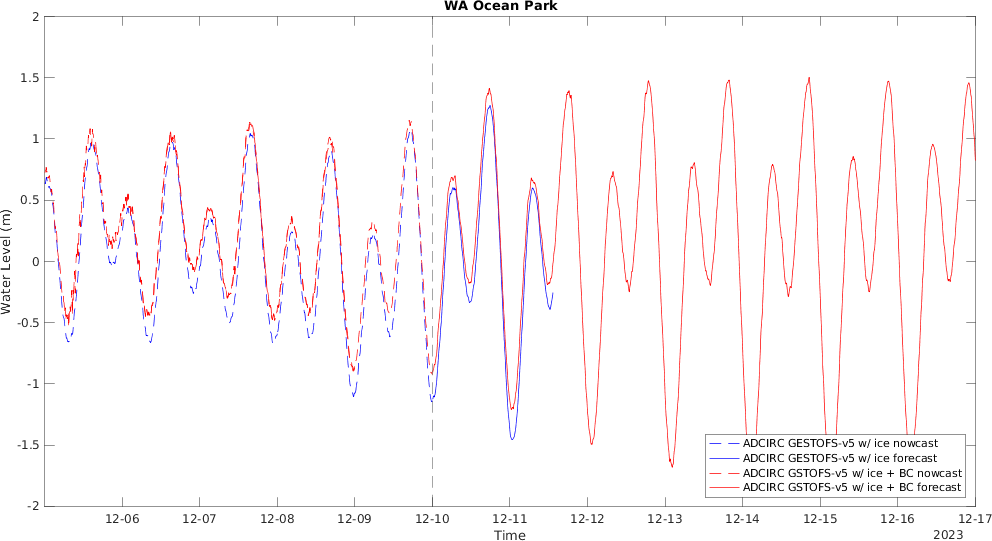 WA Ocean Park
2
1.5
1
0.5
0
-0.5
-1
-1.5
-2
Water Level (m)
12-06 12-07 12-08 12-09 12-10 12-11 12-12 12-13 12-14 12-15 12-16 12-17
Time
2023
ADCIRC GESTOFS-v5 w/ ice nowcast
ADCIRC GESTOFS-v5 w/ ice forecast
ADCIRC GSTOFS-v5 w/ ice + BC nowcast
ADCIRC GSTOFS-v5 w/ ice + BC forecast